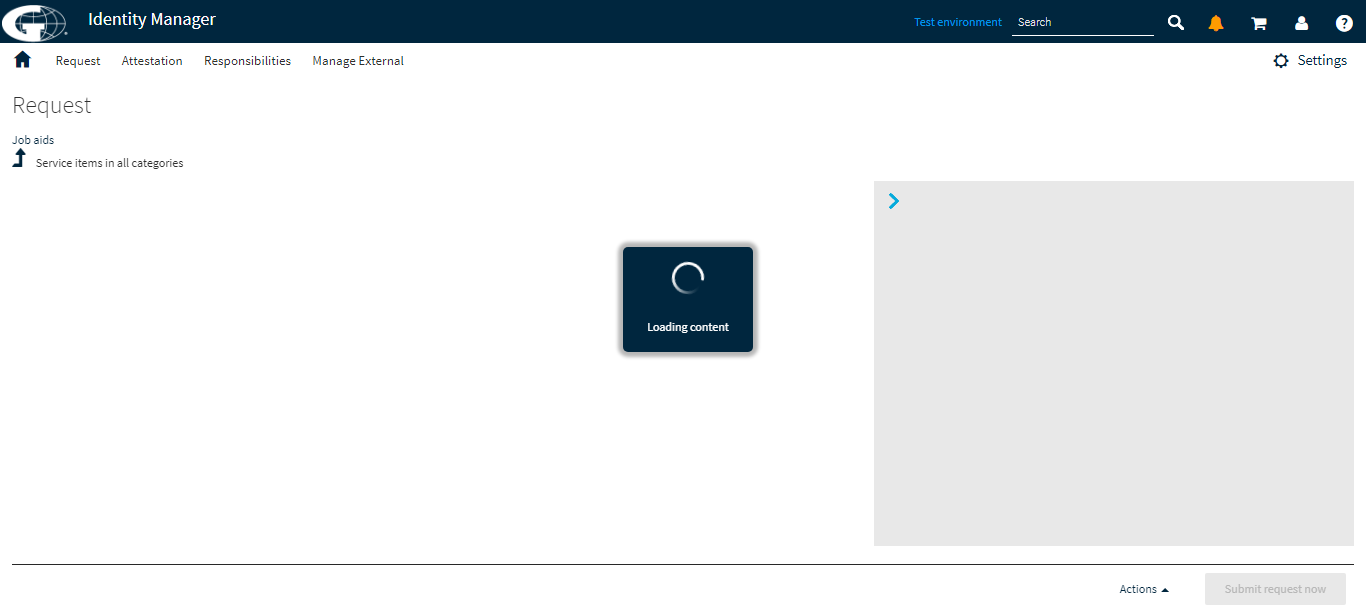 Identity Manager
Test environment
Search
?
Request
Attestation
Responsibilities
Manage External
Settings
Request
Job aids
Service items in all categories
Loading content
Actions
Submit request now